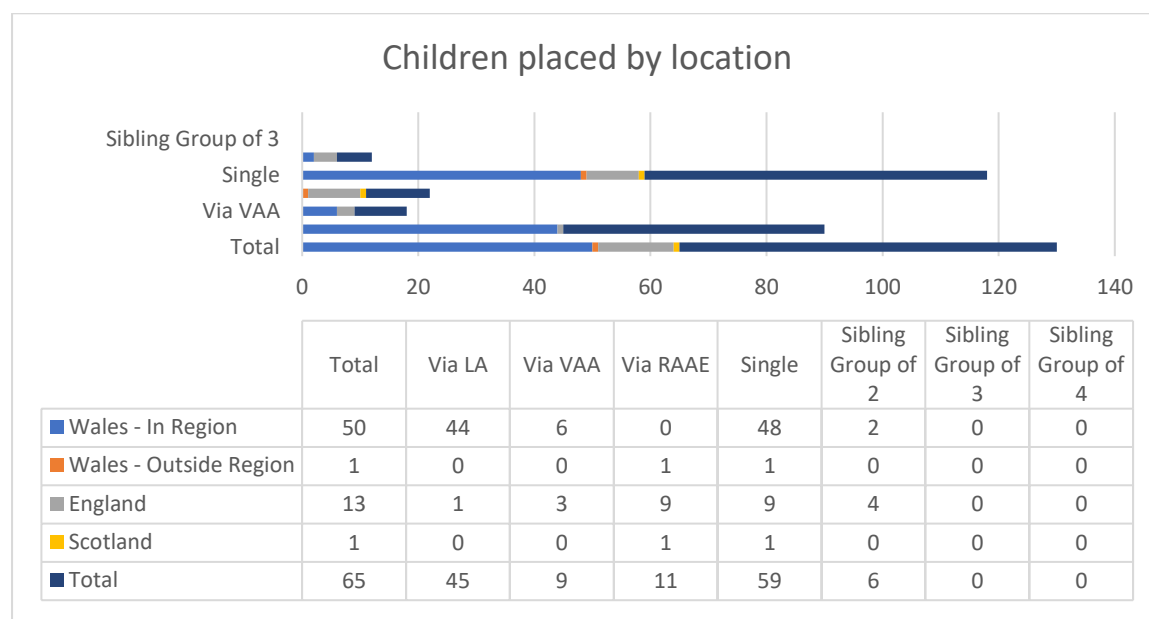 Children placed by location
Sibling Group of 3
Single
Via VAA
Total
0 20 40 60 80 100 120 140
Total Via LA Via VAA Via RAAE Single Sibling Group of 2 Sibling Group of 3 Sibling Group of 4
Wales - In Region 50 44 6 0 48 2 0 0
Wales - Outside Region 1 0 0 1 1 0 0 0
England 13 1 3 9 9 4 0 0
Scotland 1 0 0 1 1 0 0 0
Total 65 45 9 11 59 6 0 0